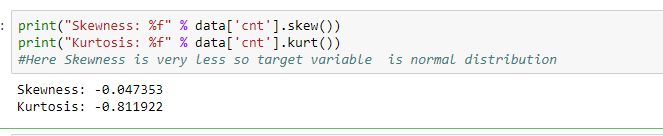 :
print("Skewness: %f" % data['cnt'].skew())
print("Kurtosis: %f" % data['cnt'].kurt())
#Here Skewness is very less so target variable  is normal distribution
Skewness: -0.047353
Kurtosis: -0.811922